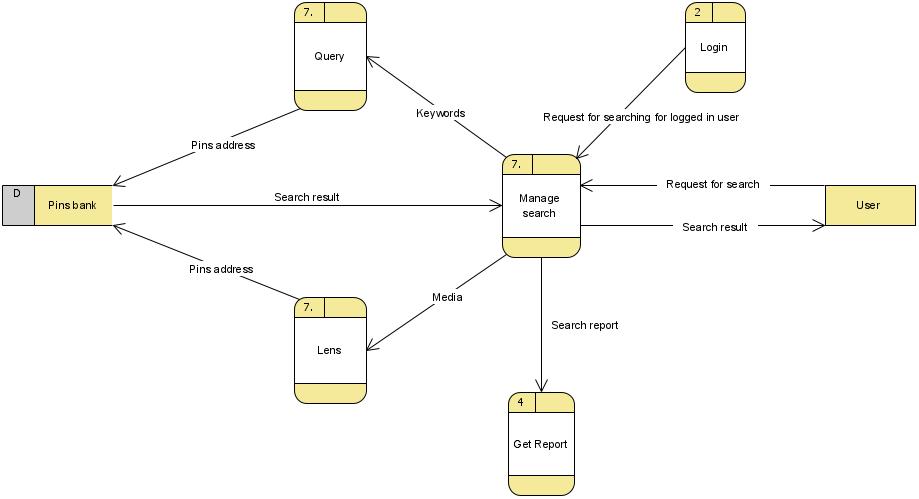 7.
Query
2
Login
Keywords
Request for searching for logged in user
Pins address
7.
Manage
search
D
Pins bank
Search result
Request for search
User
Search result
Pins address
Media
7.
Lens
Search report
4
Get Report